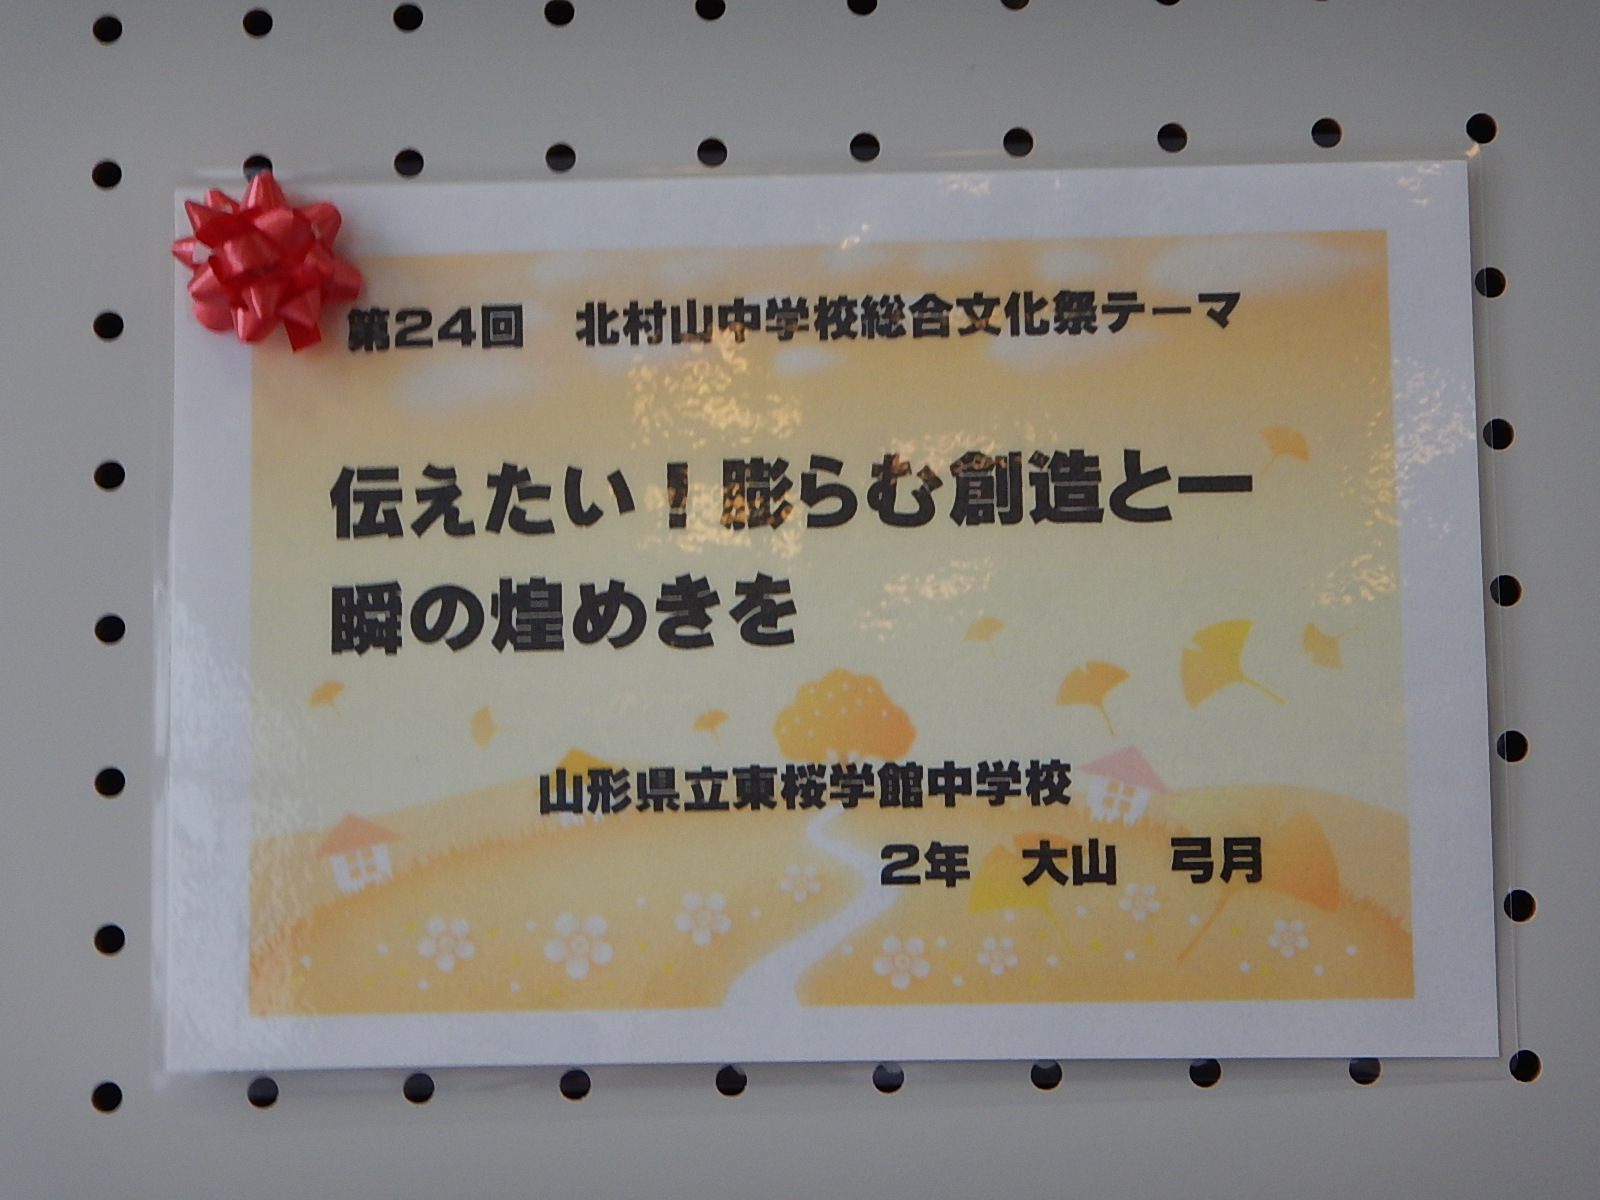 第24回　北村山中学校総合文化祭テーマ
伝えたい！膨らむ創造と一
瞬の煌めきを
山形県立東桜学館中学校
2年　大山　弓月